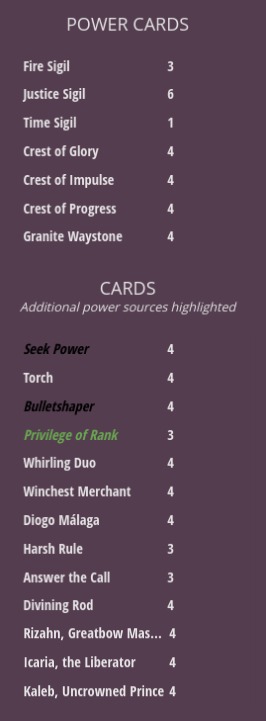 POWER CARDS
Fire Sigil 3
Justice Sigil 6
Time Sigil 1
Crest of Glory 4
Crest of Impulse 4
Crest of Progress 4
Granite Waystone 4
CARDS
Additional power sources highlighted
Seek Power 4
Torch 4
Bulletshaper 4
Privilege of Rank 3
Whirling Duo 4
Winchest Merchant 4
Diogo Málaga 4
Harsh Rule 3
Answer the Call 3
Divining Rod 4
Rizahn, Greatbow Mas... 4
Icaria, the Liberator 4
Kaleb, Uncrowned Prince 4